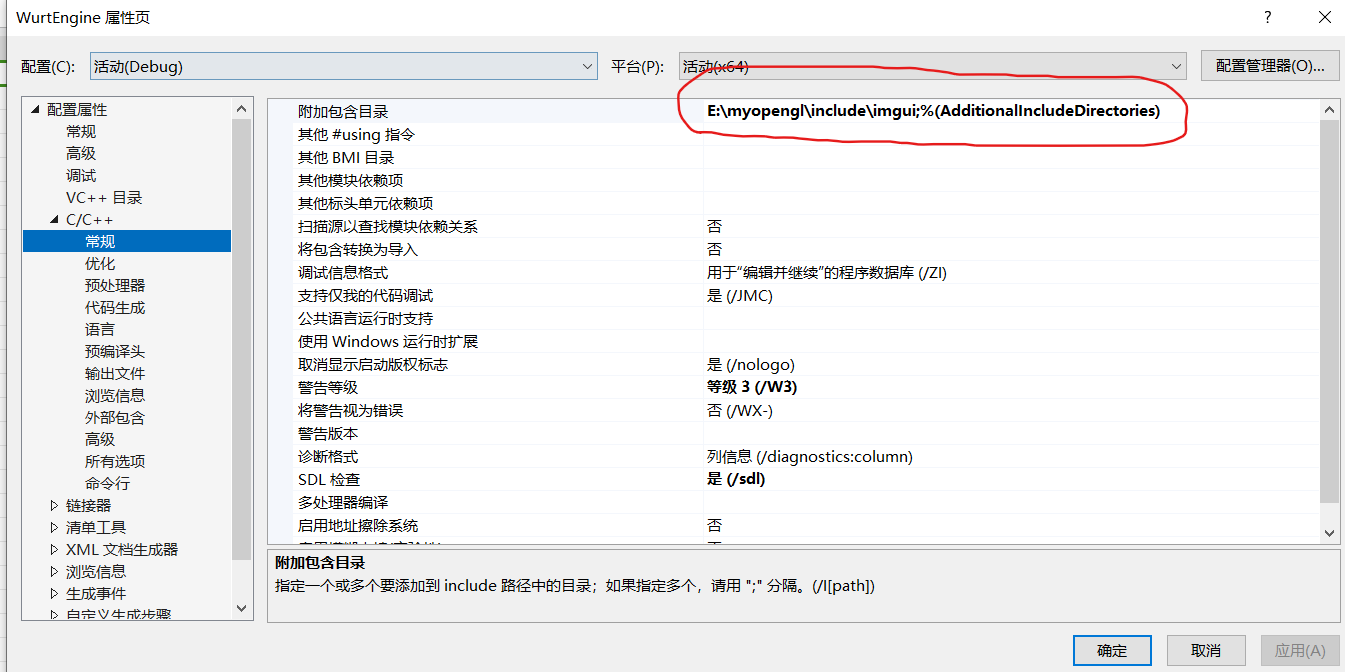 WurtEngine 属性页
?
配置(C):
活动(Debug)
平台(P):
活动(x64)
配置管理器(O)...
配置属性
常规
高级
调试
VC++ 目录
C/C++
常规
优化
预处理器
代码生成
语言
预编译头
输出文件
浏览信息
外部包含
高级
所有选项
命令行
链接器
清单工具
XML 文档生成器
浏览信息
生成事件
自定义生成步骤
附加包含目录 E:\myopengl\include\imgui;%(AdditionalIncludeDirectories)
其他 #using 指令
其他 BMI 目录
其他模块依赖项
其他标头单元依赖项
扫描源以查找模块依赖关系 否
将包含转换为导入 否
调试信息格式 用于“编辑并继续”的程序数据库 (/ZI)
支持仅我的代码调试 是 (/JMC)
公共语言运行时支持
使用 Windows 运行时扩展
取消显示启动版权标志 是 (/nologo)
警告等级 等级 3 (/W3)
将警告视为错误 否 (/WX-)
警告版本
诊断格式 列信息 (/diagnostics:column)
SDL 检查 是 (/sdl)
多处理器编译
启用地址擦除系统 否
附加包含目录
指定一个或多个要添加到 include 路径中的目录；如果指定多个，请用 ";" 分隔。(/I[path])
确定
取消
应用(A)